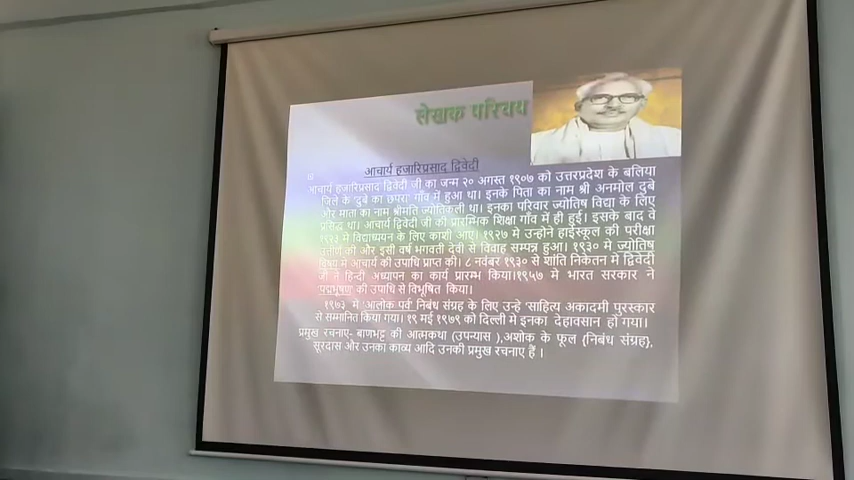 लेखक परिचय
आचार्य हजारिप्रसाद द्विवेदी
आचार्य हजारिप्रसाद द्विवेदी जी का जन्म २० अगस्त १९०७ को उत्तरप्रदेश के बलिया
जिले के 'दुबे का छपरा' गाँव में हुआ था। इनके पिता का नाम श्री अनमोल दुबे
और माता का नाम श्रीमति ज्योतिकली था। इनका परिवार ज्योतिष विद्या के लिए
प्रसिद्ध था। आचार्य द्विवेदी जी की प्रारम्भिक शिक्षा गाँव में ही हुई। इसके बाद वे
१९२३ मे विद्याध्ययन के लिए काशी आए। १९२७ मे उन्होने हाईस्कूल की परीक्षा
उत्तीर्ण की और इसी वर्ष भगवती देवी से विवाह सम्पन्न हुआ। १९३० मे ज्योतिष
विषय मे आचार्य की उपाधि प्राप्त की। ८ नवंबर १९३० से शांति निकेतन मे द्विवेदी
जी ने हिन्दी अध्यापन का कार्य प्रारम्भ किया।१९५७ मे भारत सरकार ने
'पद्मभूषण' की उपाधि से विभूषित किया।
१९७३ मे 'आलोक पर्व' निबंध संग्रह के लिए उन्हे 'साहित्य अकादमी पुरस्कार
से सम्मानित किया गया। १९ मई १९७९ को दिल्ली मे इनका देहावसान हो गया।
प्रमुख रचनाए- बाणभट्ट की आत्मकथा (उपन्यास ),अशोक के फूल (निबंध संग्रह},
सूरदास और उनका काव्य आदि उनकी प्रमुख रचनाए हैं ।